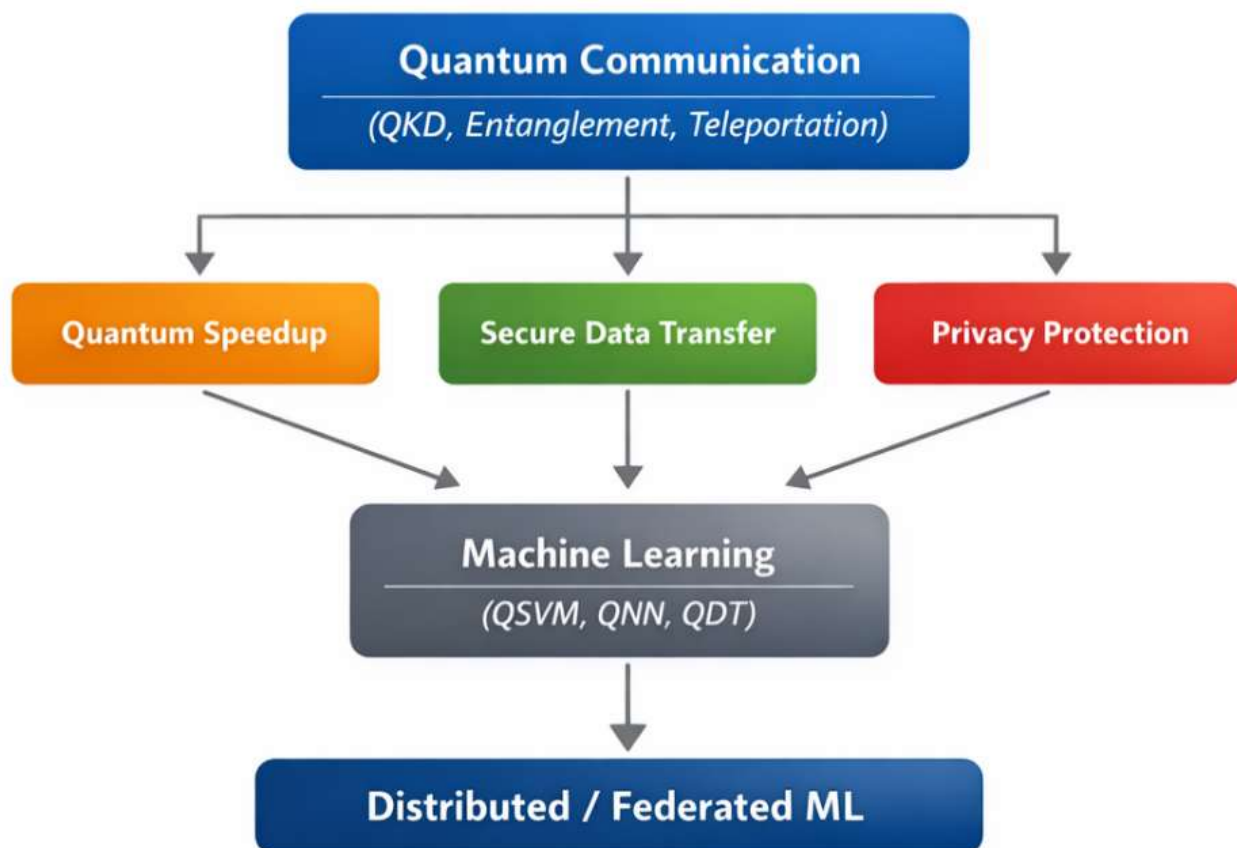 Quantum Communication
(QKD, Entanglement, Teleportation)
Quantum Speedup
Secure Data Transfer
Privacy Protection
Machine Learning
(QSVM, QNN, QDT)
Distributed / Federated ML